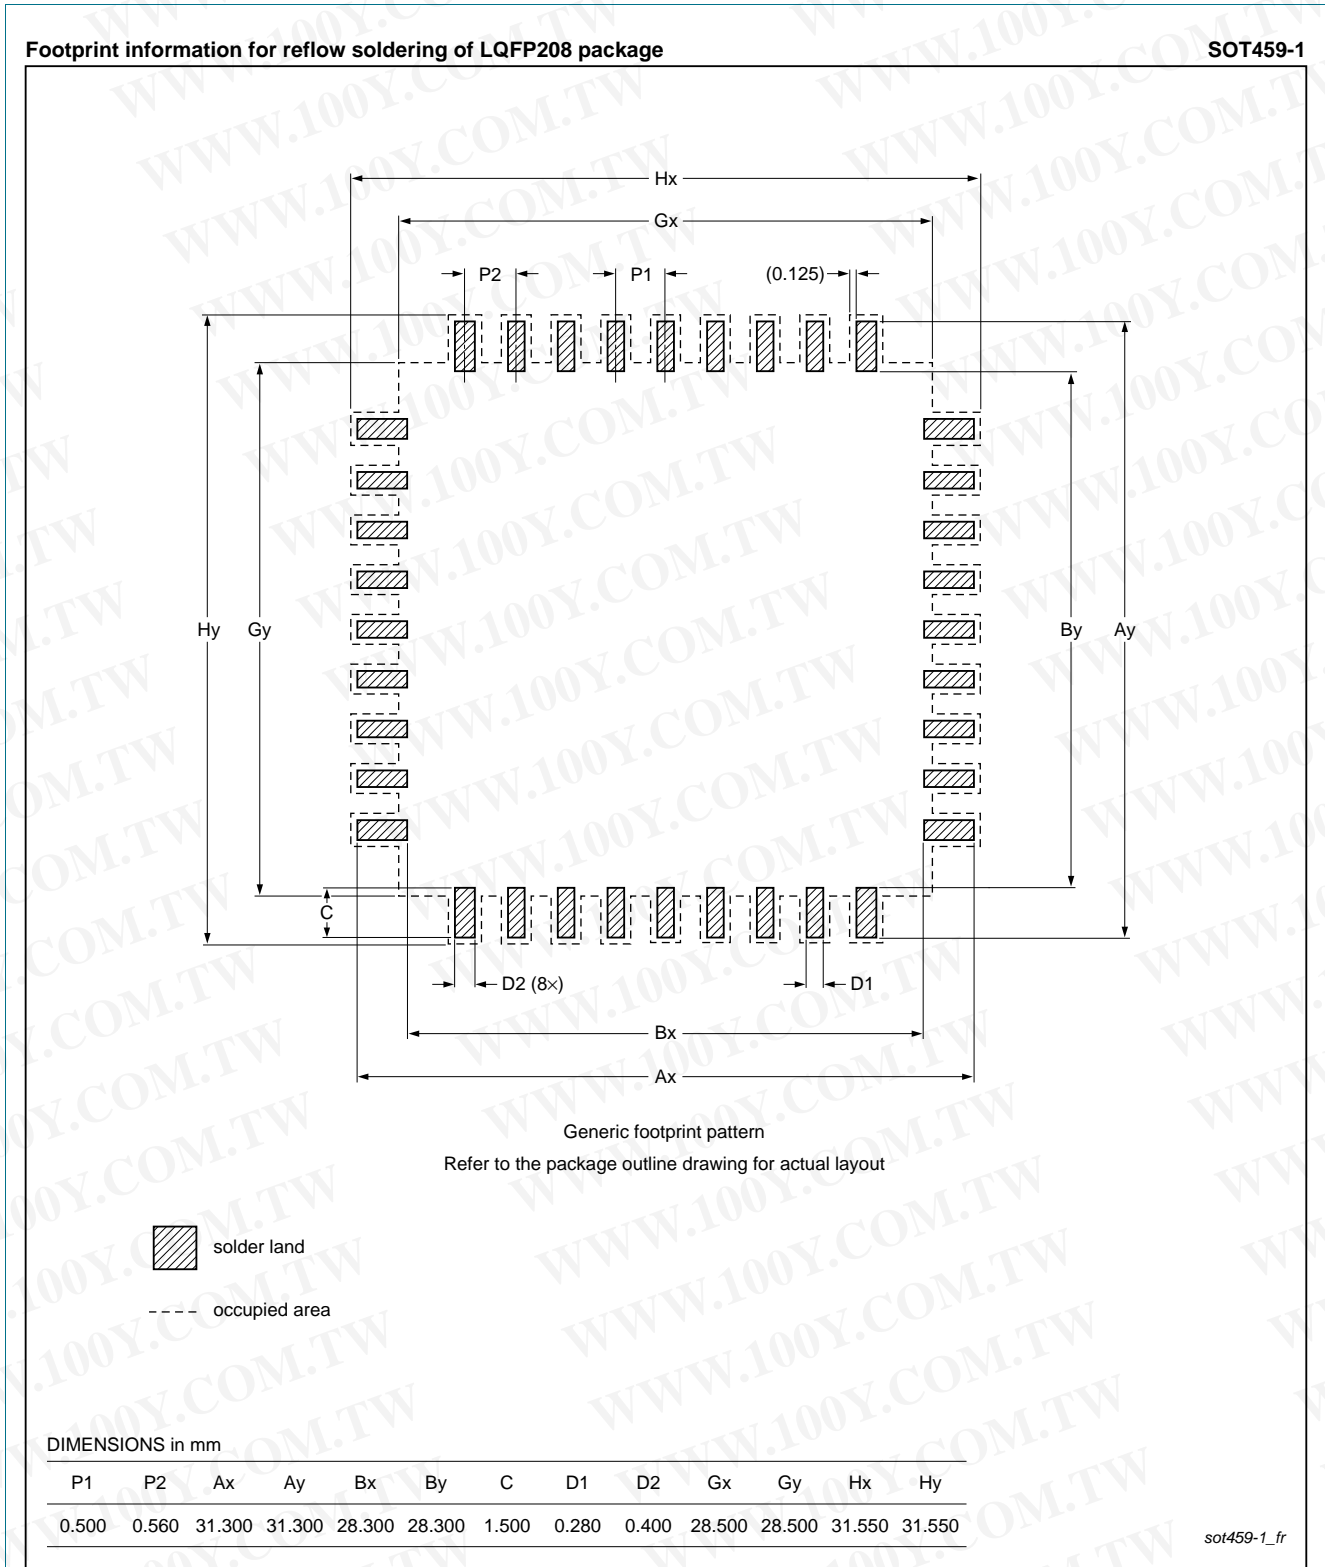 Footprint information for reflow soldering of LQFP208 package SOT459-1
Hx
Gx
P2 P1 (0.125)
Hy Gy By Ay
C
D2 (8×) D1
Bx
Ax
Generic footprint pattern
Refer to the package outline drawing for actual layout
solder land
occupied area
DIMENSIONS in mm
P1 P2 Ax Ay Bx By C D1 D2 Gx Gy Hx Hy
0.500 0.560 31.300 31.300 28.300 28.300 1.500 0.280 0.400 28.500 28.500 31.550 31.550
sot459-1_fr
WWW.100Y.COM.TW